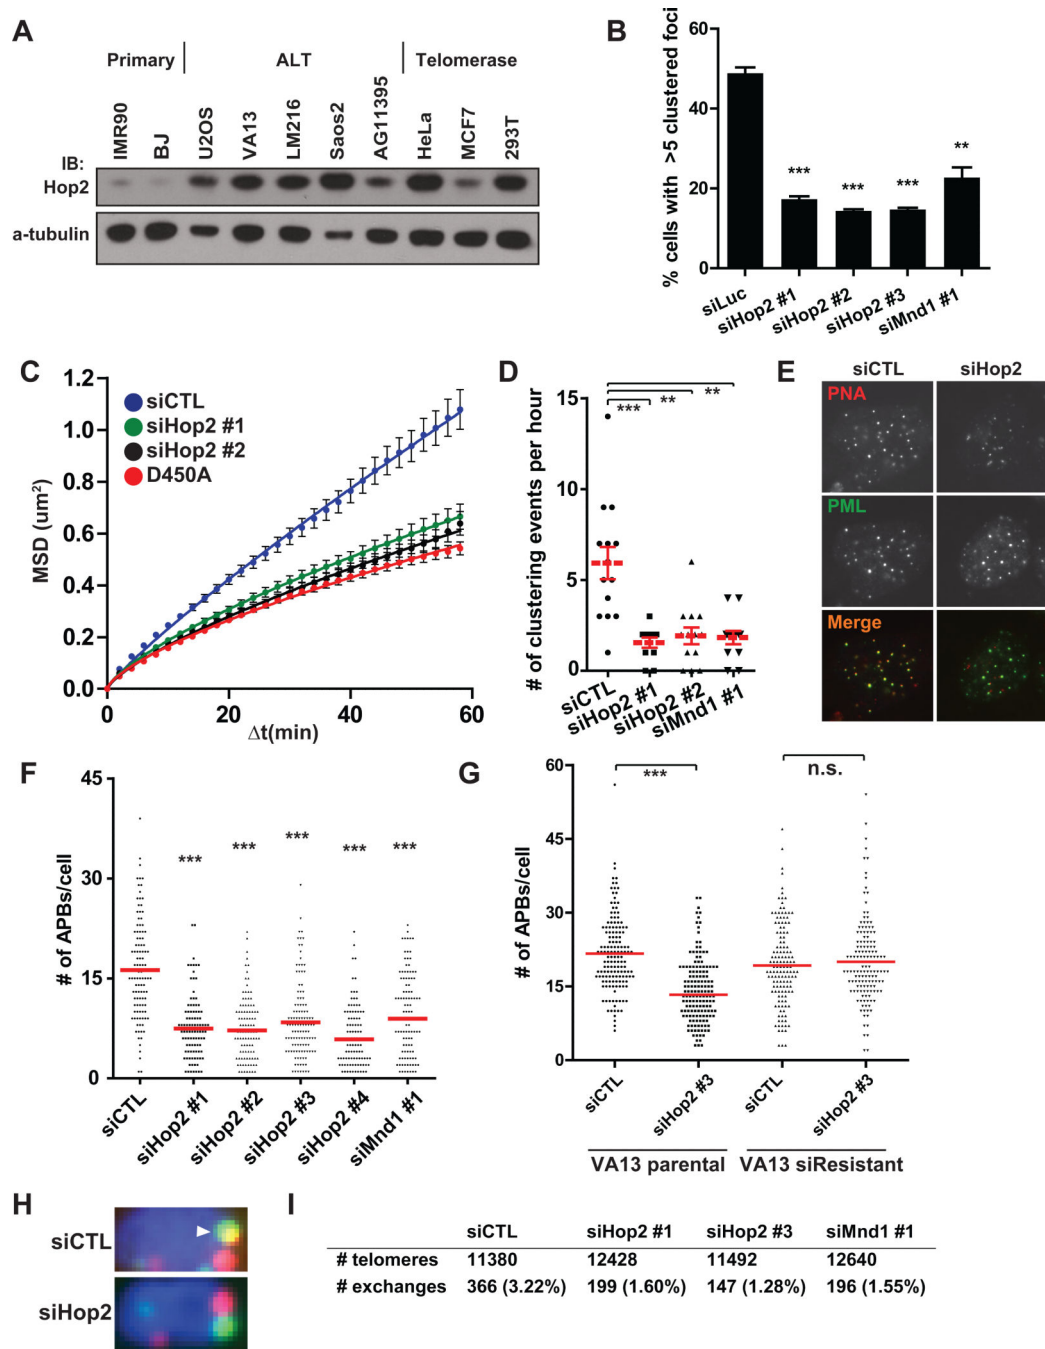 A
Primary
ALT
Telomerase
IMR90
BJ
U2OS
VA13
LM216
Saos2
AG11395
HeLa
MCF7
293T
IB:
Hop2
a-tubulin
B
% cells with >5 clustered foci
60
40
20
0
***
***
***
**
siLuc
siHop2 #1
siHop2 #2
siHop2 #3
siMnd1 #1
C
MSD (um²)
1.2
1.0
0.8
0.6
0.4
0.2
0.0
siCTL
siHop2 #1
siHop2 #2
D450A
0
20
40
60
Δt(min)
D
# of clustering events per hour
15
10
5
0
***
**
**
siCTL
siHop2 #1
siHop2 #2
siMnd1 #1
E
siCTL
siHop2
PNA
PML
Merge
F
# of APBs/cell
45
30
15
0
***
***
***
***
***
siCTL
siHop2 #1
siHop2 #2
siHop2 #3
siHop2 #4
siMnd1 #1
G
# of APBs/cell
60
45
30
15
0
***
n.s.
siCTL
siHop2 #3
siCTL
siHop2 #3
VA13 parental
VA13 siResistant
H
siCTL
siHop2
I
siCTL siHop2 #1 siHop2 #3 siMnd1 #1
# telomeres 11380 12428 11492 12640
# exchanges 366 (3.22%) 199 (1.60%) 147 (1.28%) 196 (1.55%)